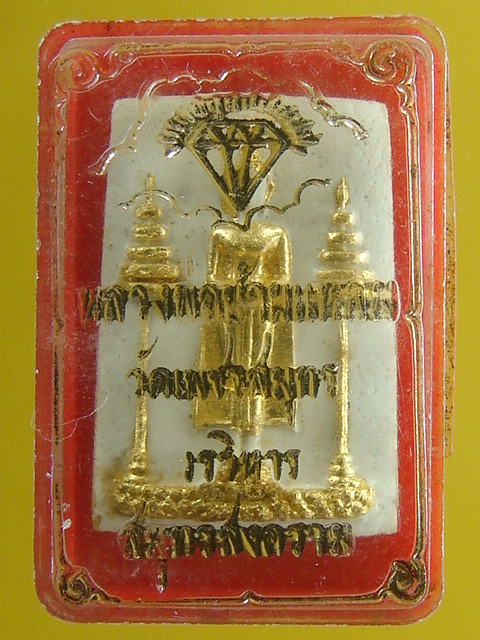 หลวงพ่อบ้านแหลม
วัดเพชรสมุทร
วรวิหาร
สมุทรสงคราม